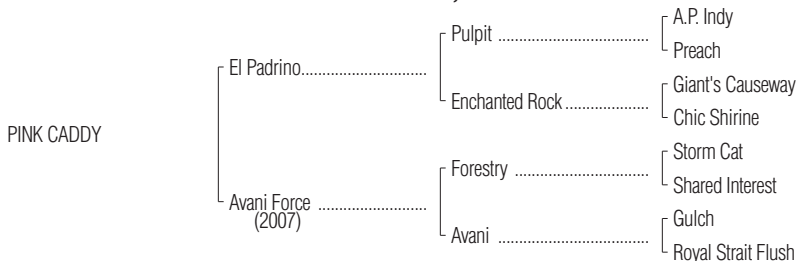 A.P. Indy
Pulpit ..........................................
Preach
El Padrino...................................
Giant's Causeway
Enchanted Rock.......................
Chic Shirine
PINK CADDY
Storm Cat
Forestry .......................................
Shared Interest
Avani Force ..............................
(2007)
Gulch
Avani ..........................................
Royal Strait Flush